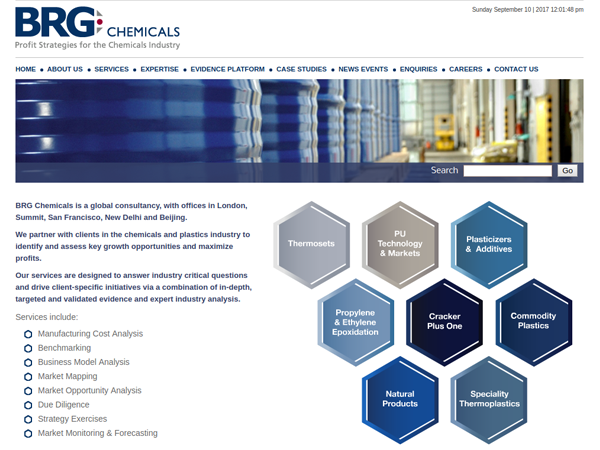 Sunday September 10 | 2017 12:01:48 pm
BRG CHEMICALS
Profit Strategies for the Chemicals Industry
HOME • ABOUT US • SERVICES • EXPERTISE • EVIDENCE PLATFORM • CASE STUDIES • NEWS EVENTS • ENQUIRIES • CAREERS • CONTACT US
Search Go
BRG Chemicals is a global consultancy, with offices in London,
Summit, San Francisco, New Delhi and Beijing.
We partner with clients in the chemicals and plastics industry to
identify and assess key growth opportunities and maximize
profits.
Our services are designed to answer industry critical questions
and drive client-specific initiatives via a combination of in-depth,
targeted and validated evidence and expert industry analysis.
Services include:
Manufacturing Cost Analysis
Benchmarking
Business Model Analysis
Market Mapping
Market Opportunity Analysis
Due Diligence
Strategy Exercises
Market Monitoring & Forecasting
Thermosets
PU
Technology
& Markets
Plasticizers
& Additives
Propylene
& Ethylene
Epoxidation
Cracker
Plus One
Commodity
Plastics
Natural
Products
Speciality
Thermoplastics